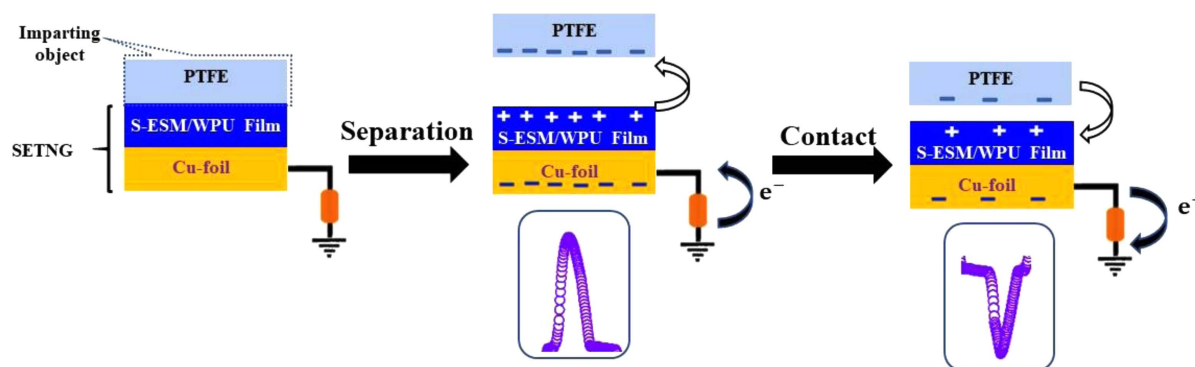 Imparting
object
PTFE
S-ESM/WPU Film
SETNG
Cu-foil
Separation
PTFE
+ + + + + + +
S-ESM/WPU Film
Cu-foil
e⁻
Contact
PTFE
+ + +
S-ESM/WPU Film
Cu-foil
e⁻